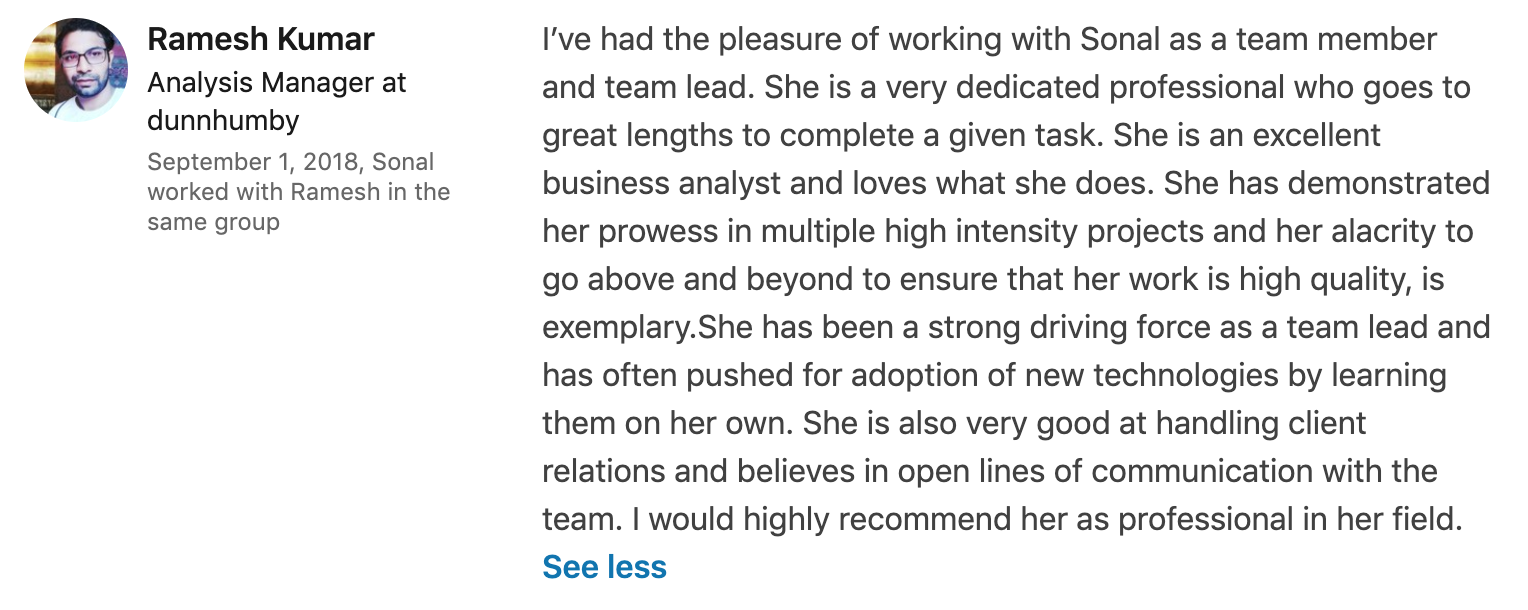 Ramesh Kumar
Analysis Manager at
dunnhumby
September 1, 2018, Sonal
worked with Ramesh in the
same group
I’ve had the pleasure of working with Sonal as a team member
and team lead. She is a very dedicated professional who goes to
great lengths to complete a given task. She is an excellent
business analyst and loves what she does. She has demonstrated
her prowess in multiple high intensity projects and her alacrity to
go above and beyond to ensure that her work is high quality, is
exemplary.She has been a strong driving force as a team lead and
has often pushed for adoption of new technologies by learning
them on her own. She is also very good at handling client
relations and believes in open lines of communication with the
team. I would highly recommend her as professional in her field.
See less